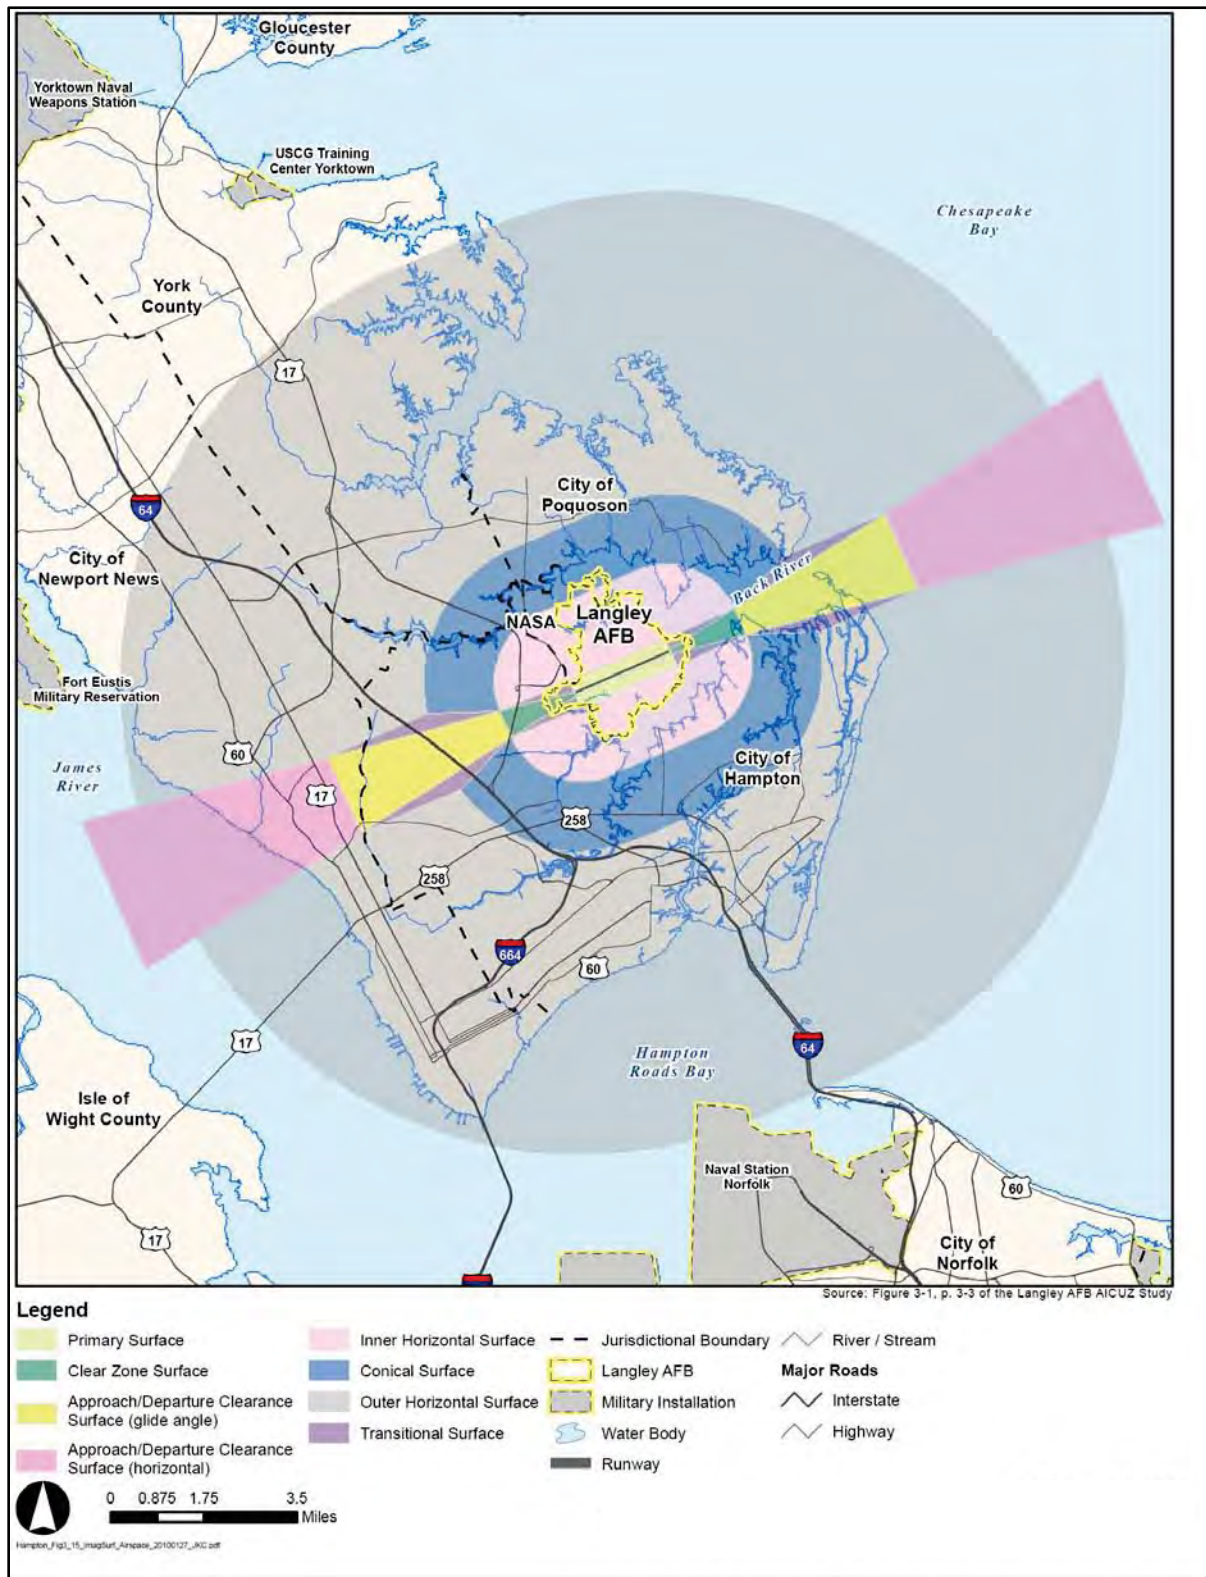 Gloucester
County
Yorktown Naval
Weapons Station
USCG Training
Center Yorktown
Chesapeake
Bay
York
County
17
64
City of
Poquoson
City of
Newport News
Back River
NASA
Langley
AFB
Fort Eustis
Military Reservation
60
James
River
17
City of
Hampton
258
258
664
60
17
64
Hampton
Roads Bay
Isle of
Wight County
Naval Station
Norfolk
60
17
City of
Norfolk
Source: Figure 3-1, p. 3-3 of the Langley AFB AICUZ Study
Legend
Primary Surface
Clear Zone Surface
Approach/Departure Clearance
Surface (glide angle)
Approach/Departure Clearance
Surface (horizontal)
Inner Horizontal Surface
Conical Surface
Outer Horizontal Surface
Transitional Surface
Jurisdictional Boundary
Langley AFB
Military Installation
Water Body
Runway
River / Stream
Major Roads
Interstate
Highway
0 0.875 1.75 3.5
Miles
Hampton_Fig3_15_ImagSurf_Airspace_20100127_JKC.pdf